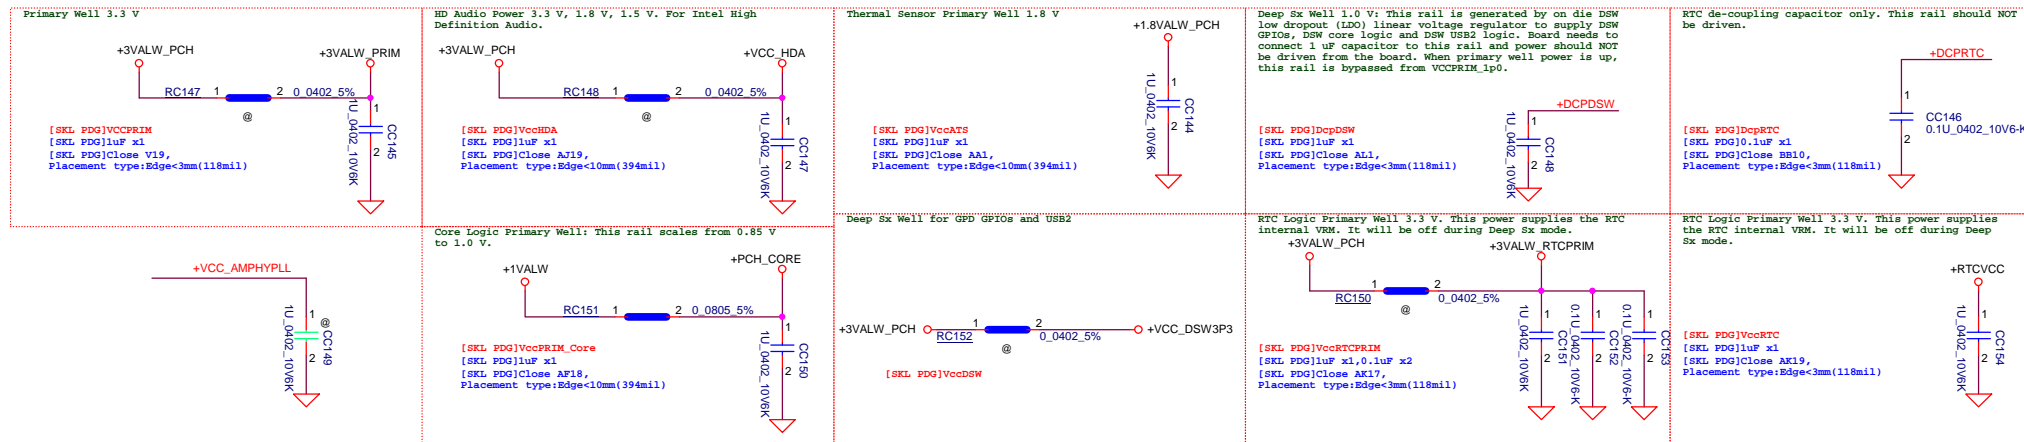 Primary Well 3.3 V
+3VALW_PCH
+3VALW_PRIM
RC147
1
2
0_0402_5%
@
1
2
1U_0402_10V6K
CC145
[SKL PDG]VCCPRIM
[SKL PDG]1uF x1
[SKL PDG]Close V19,
Placement type:Edge<3mm(118mil)
HD Audio Power 3.3 V, 1.8 V, 1.5 V. For Intel High
Definition Audio.
+3VALW_PCH
+VCC_HDA
RC148
1
2
0_0402_5%
@
1
2
1U_0402_10V6K
CC147
[SKL PDG]VccHDA
[SKL PDG]1uF x1
[SKL PDG]Close AJ19,
Placement type:Edge<10mm(394mil)
Thermal Sensor Primary Well 1.8 V
+1.8VALW_PCH
1
2
1U_0402_10V6K
CC144
[SKL PDG]VccATS
[SKL PDG]1uF x1
[SKL PDG]Close AA1,
Placement type:Edge<10mm(394mil)
Deep Sx Well 1.0 V: This rail is generated by on die DSW
low dropout (LDO) linear voltage regulator to supply DSW
GPIOs, DSW core logic and DSW USB2 logic. Board needs to
connect 1 uF capacitor to this rail and power should NOT
be driven from the board. When primary well power is up,
this rail is bypassed from VCCPRIM_1p0.
+DCPDSW
1
2
1U_0402_10V6K
CC148
[SKL PDG]DcpDSW
[SKL PDG]1uF x1
[SKL PDG]Close AL1,
Placement type:Edge<3mm(118mil)
RTC de-coupling capacitor only. This rail should NOT
be driven.
+DCPRTC
1
2
CC146
0.1U_0402_10V6-K
[SKL PDG]DcpRTC
[SKL PDG]0.1uF x1
[SKL PDG]Close BB10,
Placement type:Edge<3mm(118mil)
+VCC_AMPHYPLL
1
2
@
1U_0402_10V6K
CC149
Core Logic Primary Well: This rail scales from 0.85 V
to 1.0 V.
+1VALW
+PCH_CORE
RC151
1
2
0_0805_5%
1
2
1U_0402_10V6K
CC150
[SKL PDG]VccPRIM_Core
[SKL PDG]1uF x1
[SKL PDG]Close AF18,
Placement type:Edge<10mm(394mil)
Deep Sx Well for GPD GPIOs and USB2
+3VALW_PCH
RC152
1
2
0_0402_5%
@
+VCC_DSW3P3
[SKL PDG]VccDSW
RTC Logic Primary Well 3.3 V. This power supplies the RTC
internal VRM. It will be off during Deep Sx mode.
+3VALW_PCH
+3VALW_RTCPRIM
RC150
1
2
0_0402_5%
@
1
2
1U_0402_10V6K
CC151
1
2
0.1U_0402_10V6-K
CC152
1
2
0.1U_0402_10V6-K
CC153
[SKL PDG]VccRTCPRIM
[SKL PDG]1uF x1,0.1uF x2
[SKL PDG]Close AK17,
Placement type:Edge<3mm(118mil)
RTC Logic Primary Well 3.3 V. This power supplies
the RTC internal VRM. It will be off during Deep
Sx mode.
+RTCVCC
1
2
1U_0402_10V6K
CC154
[SKL PDG]VccRTC
[SKL PDG]1uF x1
[SKL PDG]Close AK19,
Placement type:Edge<3mm(118mil)